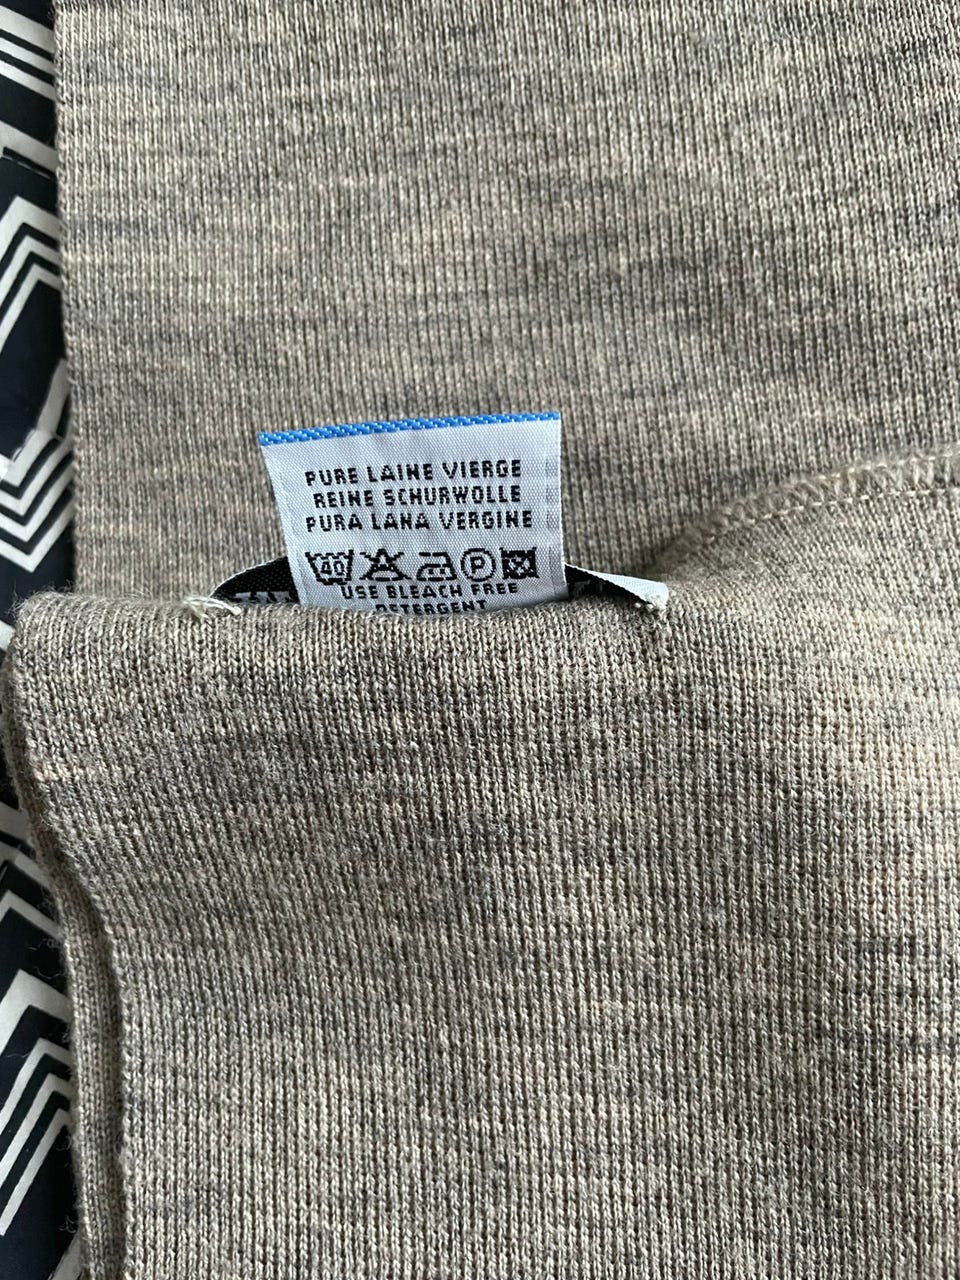 PURE LAINE VIERGE
REINE SCHURWOLLE
PURA LANA VERGINE
40 P
USE BLEACH FREE
DETERGENT